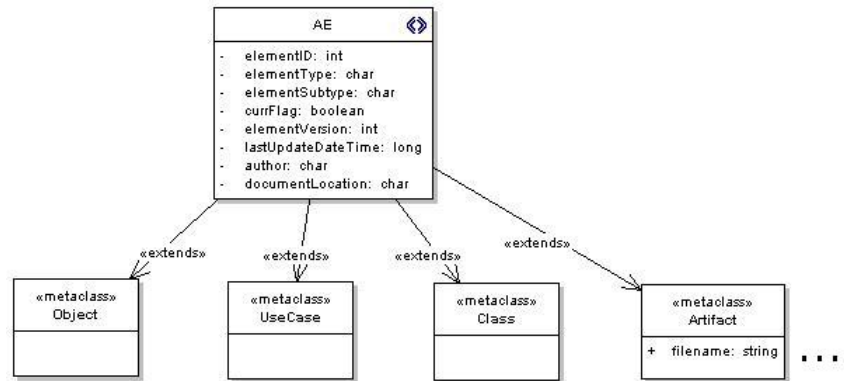 AE
- elementID: int
- elementType: char
- elementSubtype: char
- currFlag: boolean
- elementVersion: int
- lastUpdateDateTime: long
- author: char
- documentLocation: char
«extends» «extends» «extends» «extends»
«metaclass» «metaclass» «metaclass» «metaclass»
Object UseCase Class Artifact
+ filename: string ...